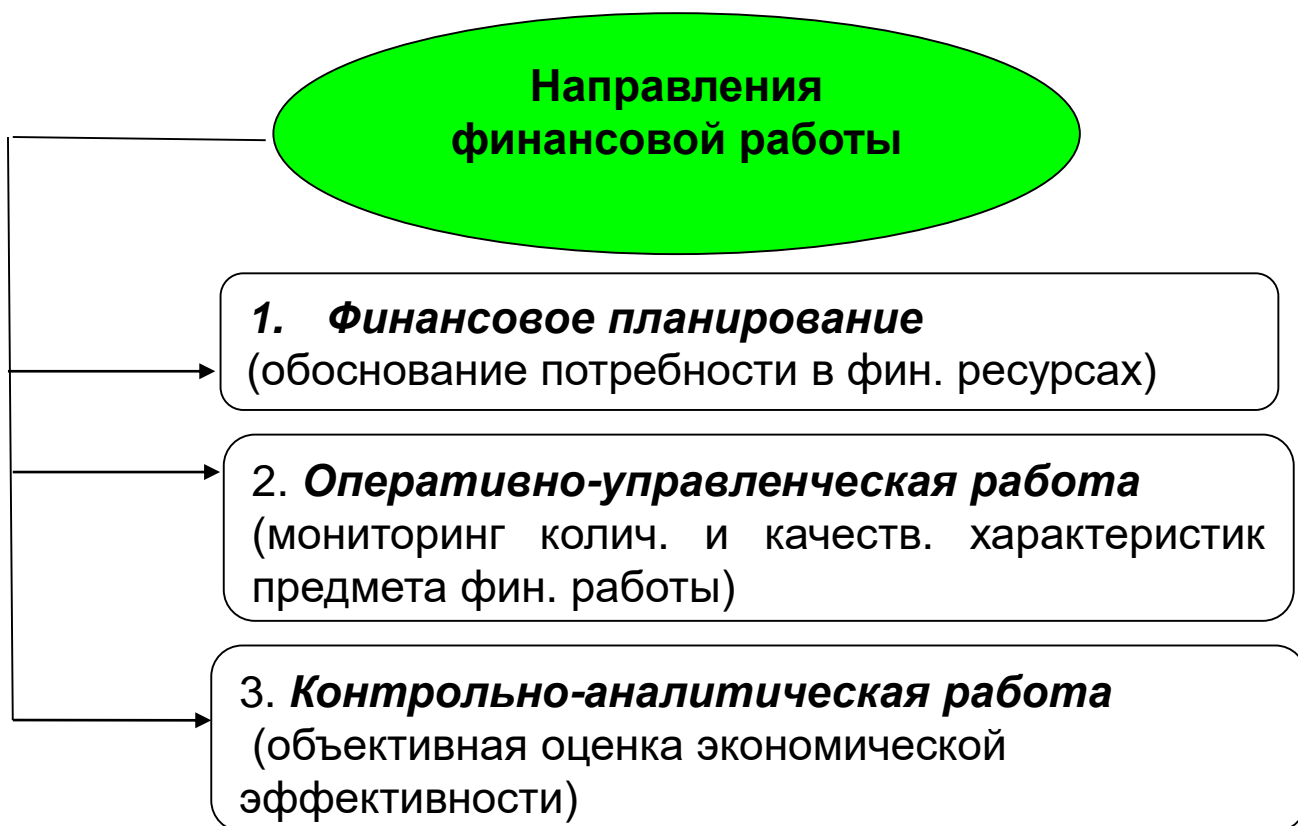 Направления
финансовой работы
1. Финансовое планирование
(обоснование потребности в фин. ресурсах)
2. Оперативно-управленческая работа
(мониторинг колич. и качеств. характеристик
предмета фин. работы)
3. Контрольно-аналитическая работа
(объективная оценка экономической
эффективности)